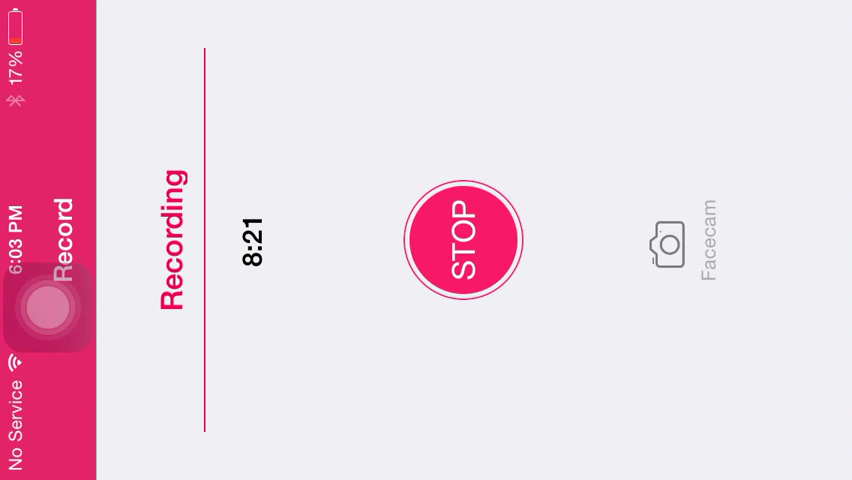 No Service 6:03 PM 17%
Record
Recording
8:21
STOP
Facecam